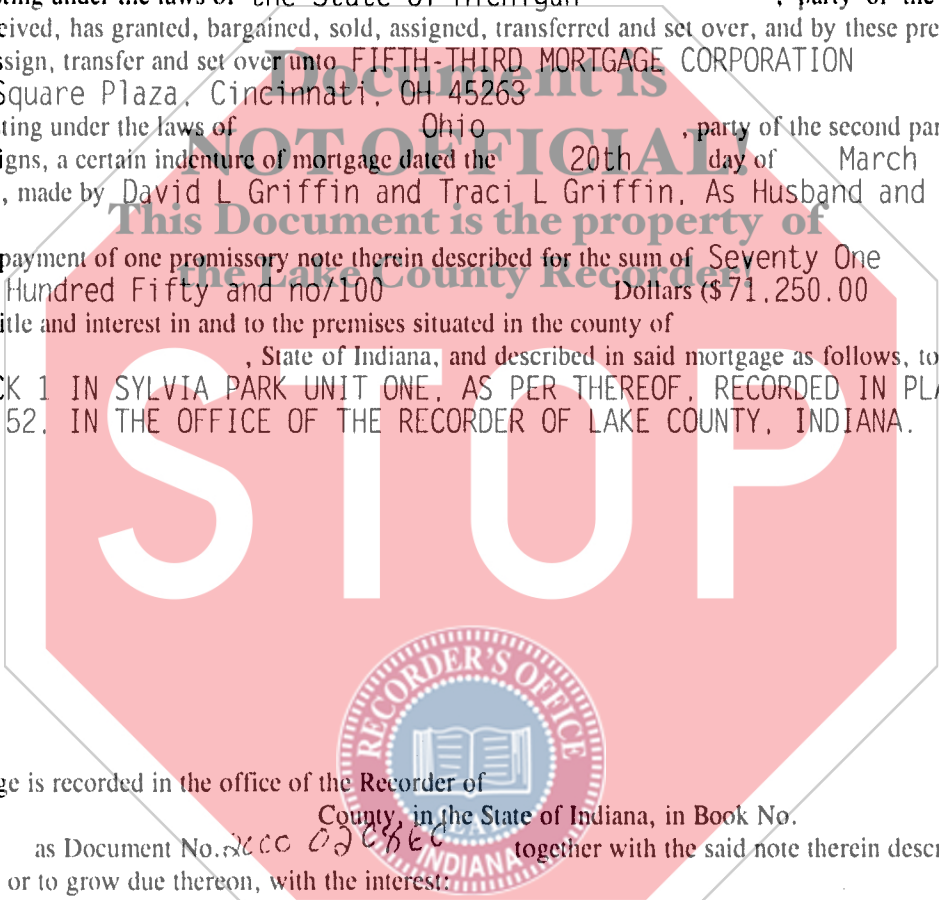 ting under the laws of the State of Michigan , party of the
eived, has granted, bargained, sold, assigned, transferred and set over, and by these pre
ssign, transfer and set over unto FIFTH-THIRD MORTGAGE CORPORATION
Square Plaza, Cincinnati, OH 45263
Document is
ting under the laws of Ohio , party of the second par
NOT OFFICIAL!
igns, a certain indenture of mortgage dated the 20th day of March
, made by David L Griffin and Traci L Griffin, As Husband and
This Document is the property of
payment of one promissory note therein described for the sum of Seventy One
the Lake County Recorder!
Hundred Fifty and no/100 Dollars ($71,250.00
itle and interest in and to the premises situated in the county of
, State of Indiana, and described in said mortgage as follows, to
CK 1 IN SYLVIA PARK UNIT ONE, AS PER THEREOF, RECORDED IN PLA
52, IN THE OFFICE OF THE RECORDER OF LAKE COUNTY, INDIANA.
STOP
RECORDER'S OFFICE
ge is recorded in the office of the Recorder of
County, in the State of Indiana, in Book No.
SEAL
as Document No. together with the said note therein descr
INDIANA
or to grow due thereon, with the interest: